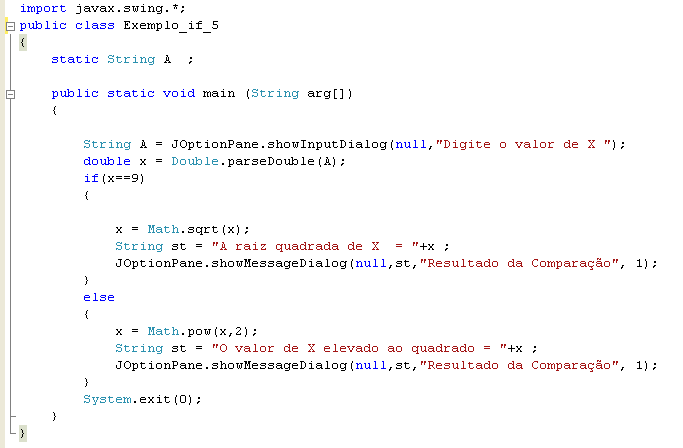 import javax.swing.*;
public class Exemplo_if_5
{
static String A  ;
public static void main (String arg[])
{
String A = JOptionPane.showInputDialog(null,"Digite o valor de X ");
double x = Double.parseDouble(A);
if(x==9)
{
x = Math.sqrt(x);
String st = "A raiz quadrada de X  = "+x ;
JOptionPane.showMessageDialog(null,st,"Resultado da Comparação", 1);
}
else
{
x = Math.pow(x,2);
String st = "O valor de X elevado ao quadrado = "+x ;
JOptionPane.showMessageDialog(null,st,"Resultado da Comparação", 1);
}
System.exit(0);
}
}